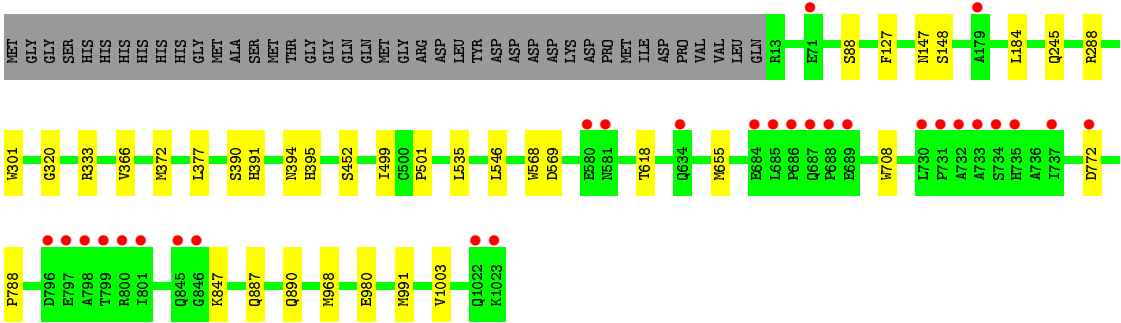 MET GLY GLY SER HIS HIS HIS HIS HIS HIS GLY MET ALA SER MET THR GLY GLY GLN GLN MET GLY ARG ASP LEU TYR ASP ASP ASP ASP LYS ASP PRO MET ILE ASP PRO VAL VAL LEU GLN R13 E71 S88 F127 N147 S148 A179 L184 Q245 R288
W301 G320 R333 V366 M372 L377 S390 H391 N394 H395 S452 I499 C500 P501 L535 L546 W568 D569 E580 N581 T618 Q634 M655 E684 L685 P686 Q687 P688 E689 W708 L730 P731 A732 A733 S734 H735 A736 I737 D772
P788 D796 E797 A798 T799 R800 I801 Q845 G846 K847 Q887 Q890 M968 E980 M991 V1003 Q1022 K1023